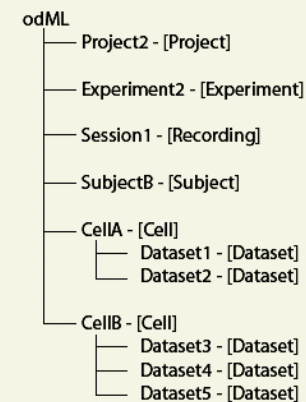 odML
Project2 - [Project]
Experiment2 - [Experiment]
Session1 - [Recording]
SubjectB - [Subject]
CellA - [Cell]
Dataset1 - [Dataset]
Dataset2 - [Dataset]
CellB - [Cell]
Dataset3 - [Dataset]
Dataset4 - [Dataset]
Dataset5 - [Dataset]